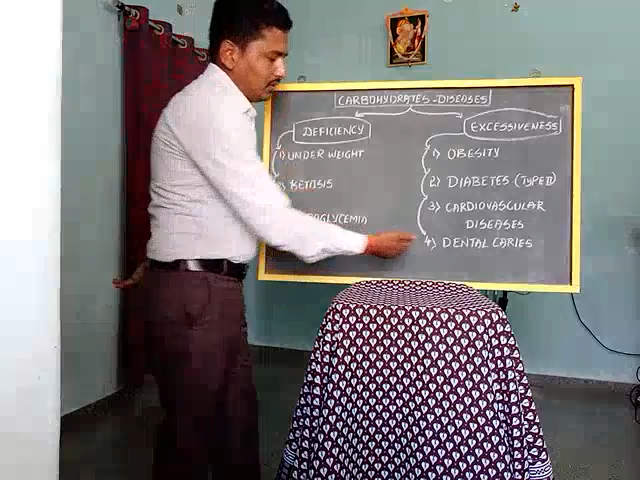 CARBOHYDRATES-DISEASES
DEFICIENCY
1) UNDER WEIGHT
KETOSIS
EXCESSIVENESS
1) OBESITY
2) DIABETES (TYPE II)
3) CARDIOVASCULAR
DISEASES
4) DENTAL CARIES